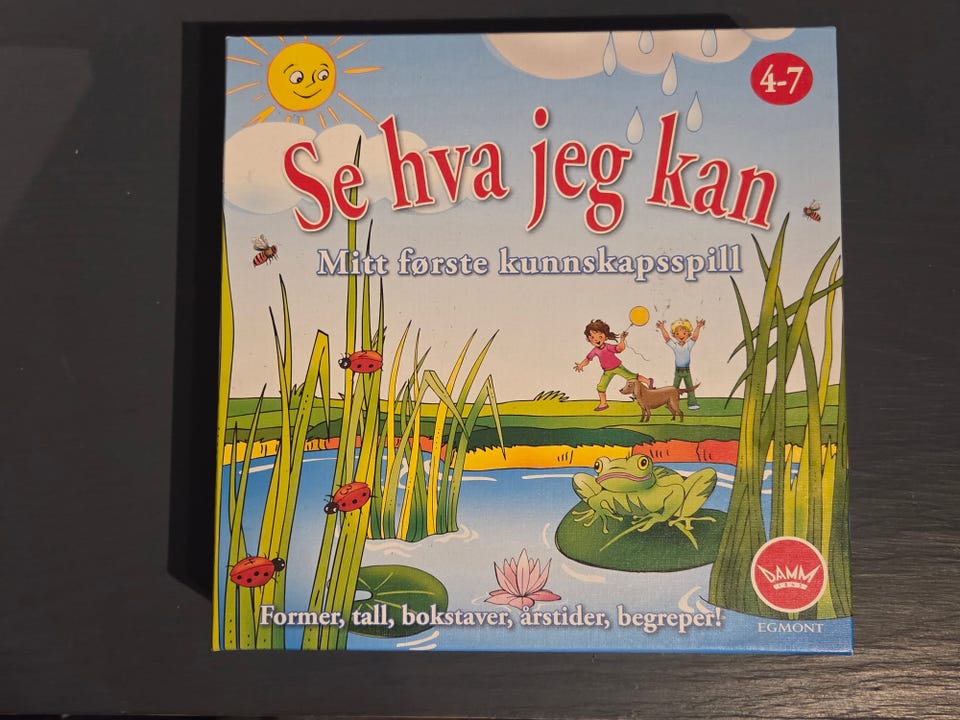 4-7
Se hva jeg kan
Mitt første kunnskapsspill
Former, tall, bokstaver, årstider, begreper!
DAMM
EGMONT